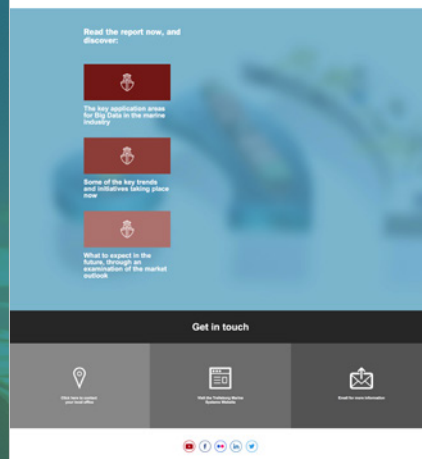 Read the report now, and
discover:
The key application areas
for Big Data in the marine
industry
Some of the key trends
and initiatives taking place
now
What to expect in the
future, through an
examination of the market
outlook
Get in touch
Click here to contact
your local office
Visit the Trelleborg Marine
Systems Website
Email for more information